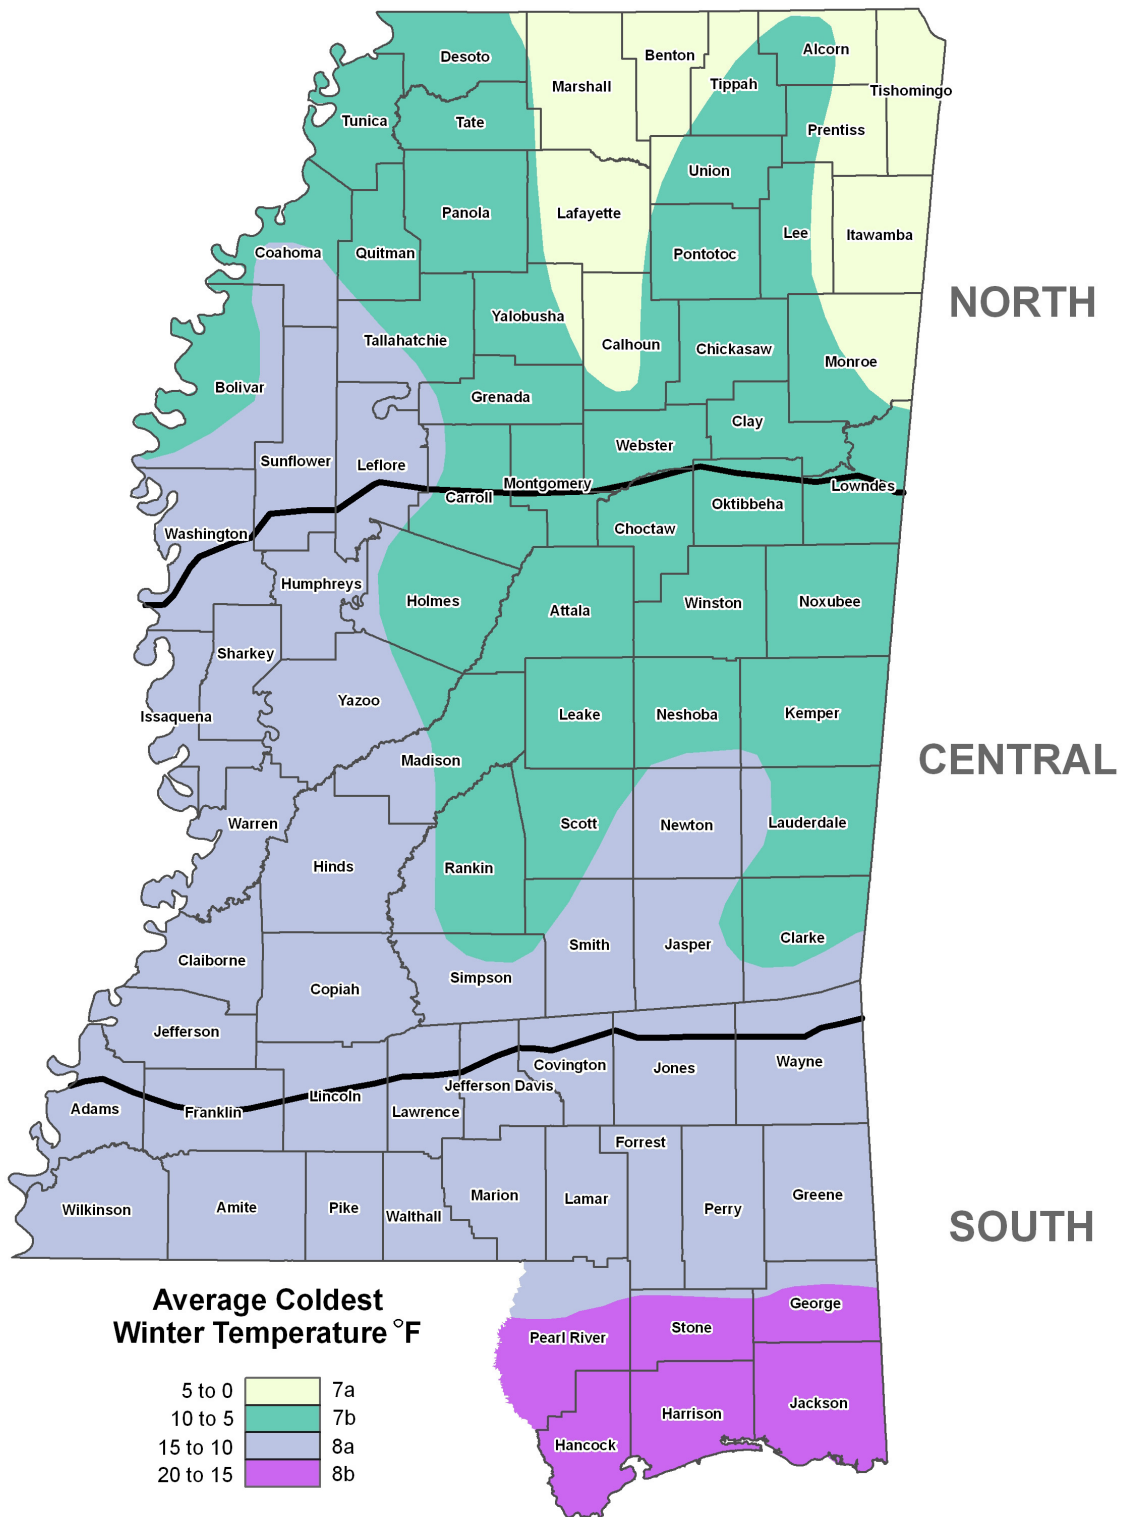 Desoto
Benton
Alcorn
Marshall
Tippah
Tishomingo
Tunica
Tate
Prentiss
Union
Panola
Lafayette
Lee
Itawamba
Coahoma
Quitman
Pontotoc
NORTH
Yalobusha
Tallahatchie
Calhoun
Chickasaw
Monroe
Bolivar
Grenada
Clay
Webster
Sunflower
Leflore
Montgomery
Lowndes
Carroll
Oktibbeha
Washington
Choctaw
Humphreys
Holmes
Attala
Winston
Noxubee
Sharkey
Yazoo
Issaquena
Leake
Neshoba
Kemper
Madison
CENTRAL
Warren
Scott
Newton
Lauderdale
Hinds
Rankin
Claiborne
Smith
Jasper
Clarke
Simpson
Copiah
Jefferson
Covington
Jones
Wayne
Jefferson Davis
Lincoln
Adams
Franklin
Lawrence
Forrest
Marion
Lamar
Greene
Wilkinson
Amite
Pike
Walthall
Perry
SOUTH
Average Coldest
Winter Temperature °F
George
Stone
Pearl River
5 to 0 7a
10 to 5 7b
15 to 10 8a
20 to 15 8b
Jackson
Harrison
Hancock